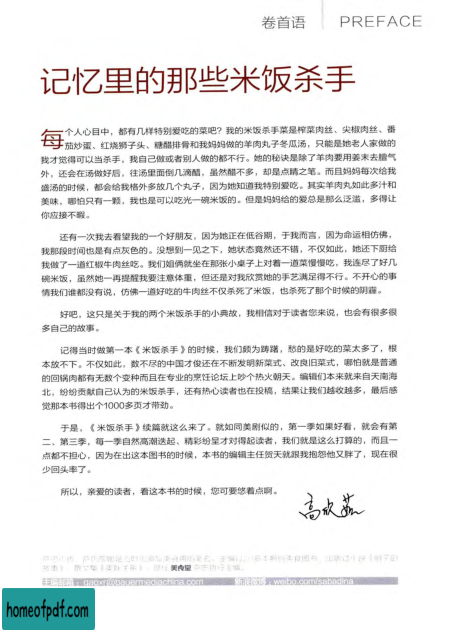 卷首语 | PREFACE
记忆里的那些米饭杀手
每个人心目中，都有几样特别爱吃的菜吧？我的米饭杀手菜是榨菜肉丝、尖椒肉丝、番
茄炒蛋、红烧狮子头、糖醋排骨和我妈妈做的羊肉丸子冬瓜汤，只能是她老人家做的
我才觉得可以当杀手，我自己做或者别人做的都不行。她的秘诀是除了羊肉要用姜末去膻气
外，还会在汤做好后，往汤里面倒几滴醋，虽然醋不多，却是点睛之笔。而且妈妈每次给我
盛汤的时候，都会给我格外多放几个丸子，因为她知道我特别爱吃。其实羊肉丸如此多汁和
美味，哪怕只有一颗，我也是可以吃光一碗米饭的。但是妈妈给的爱总是那么泛滥，多得让
你应接不暇。
还有一次我去看望我的一个好朋友，因为她正在低谷期，于我而言，因为命运相仿佛，
我那段时间也是有点灰色的。没想到一见之下，她状态竟然还不错，不仅如此，她还下厨给
我做了一道红椒牛肉丝吃。我们姐俩就坐在那张小桌子上对着一道菜慢慢吃，我连尽了好几
碗米饭，虽然她一再提醒我要注意体重，但还是对我欣赏她的手艺满足得不行。不开心的事
情我们谁都没有说，仿佛一道好吃的牛肉丝不仅杀死了米饭，也杀死了那个时候的阴霾。
好吧，这只是关于我的两个米饭杀手的小典故，我相信对于读者您来说，也会有很多很
多自己的故事。
记得当时做第一本《米饭杀手》的时候，我们颇为踌躇，愁的是好吃的菜太多了，根
本放不下。不仅如此，数不尽的中国才俊还在不断发明新菜式、改良旧菜式，哪怕就是普通
的回锅肉都有无数个变种而且在专业的烹饪论坛上吵个热火朝天。编辑们本来就来自天南海
北，纷纷贡献自己认为的米饭杀手，还有热心读者也在投稿，结果让我们越收越多，最后感
觉那本书得出个1000多页才带劲。
于是，《米饭杀手》续篇就这么来了。就如同美剧似的，第一季如果好看，就会有第
二、第三季，每一季自然高潮迭起，精彩纷呈才对得起读者，我们就是这么打算的，而且一
点都不担心，因为在出这本图书的时候，本书的编辑主任贺天就跟我抱怨他又胖了，现在很
少回头率了。
所以，亲爱的读者，看这本书的时候，您可要悠着点啊。
高欣茹
美食堂
weibo.com/sabadina
homeofpdf.com